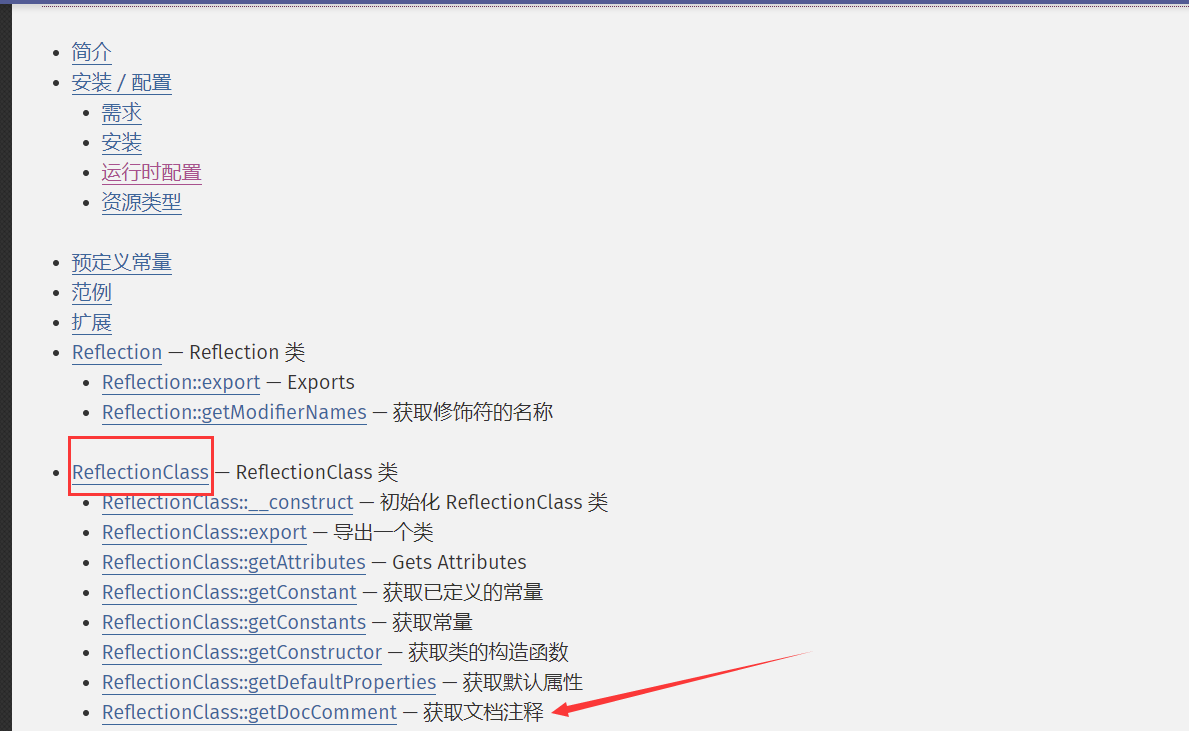 简介
安装 / 配置
需求
安装
运行时配置
资源类型
预定义常量
范例
扩展
Reflection — Reflection 类
Reflection::export — Exports
Reflection::getModifierNames — 获取修饰符的名称
ReflectionClass — ReflectionClass 类
ReflectionClass::__construct — 初始化 ReflectionClass 类
ReflectionClass::export — 导出一个类
ReflectionClass::getAttributes — Gets Attributes
ReflectionClass::getConstant — 获取已定义的常量
ReflectionClass::getConstants — 获取常量
ReflectionClass::getConstructor — 获取类的构造函数
ReflectionClass::getDefaultProperties — 获取默认属性
ReflectionClass::getDocComment — 获取文档注释